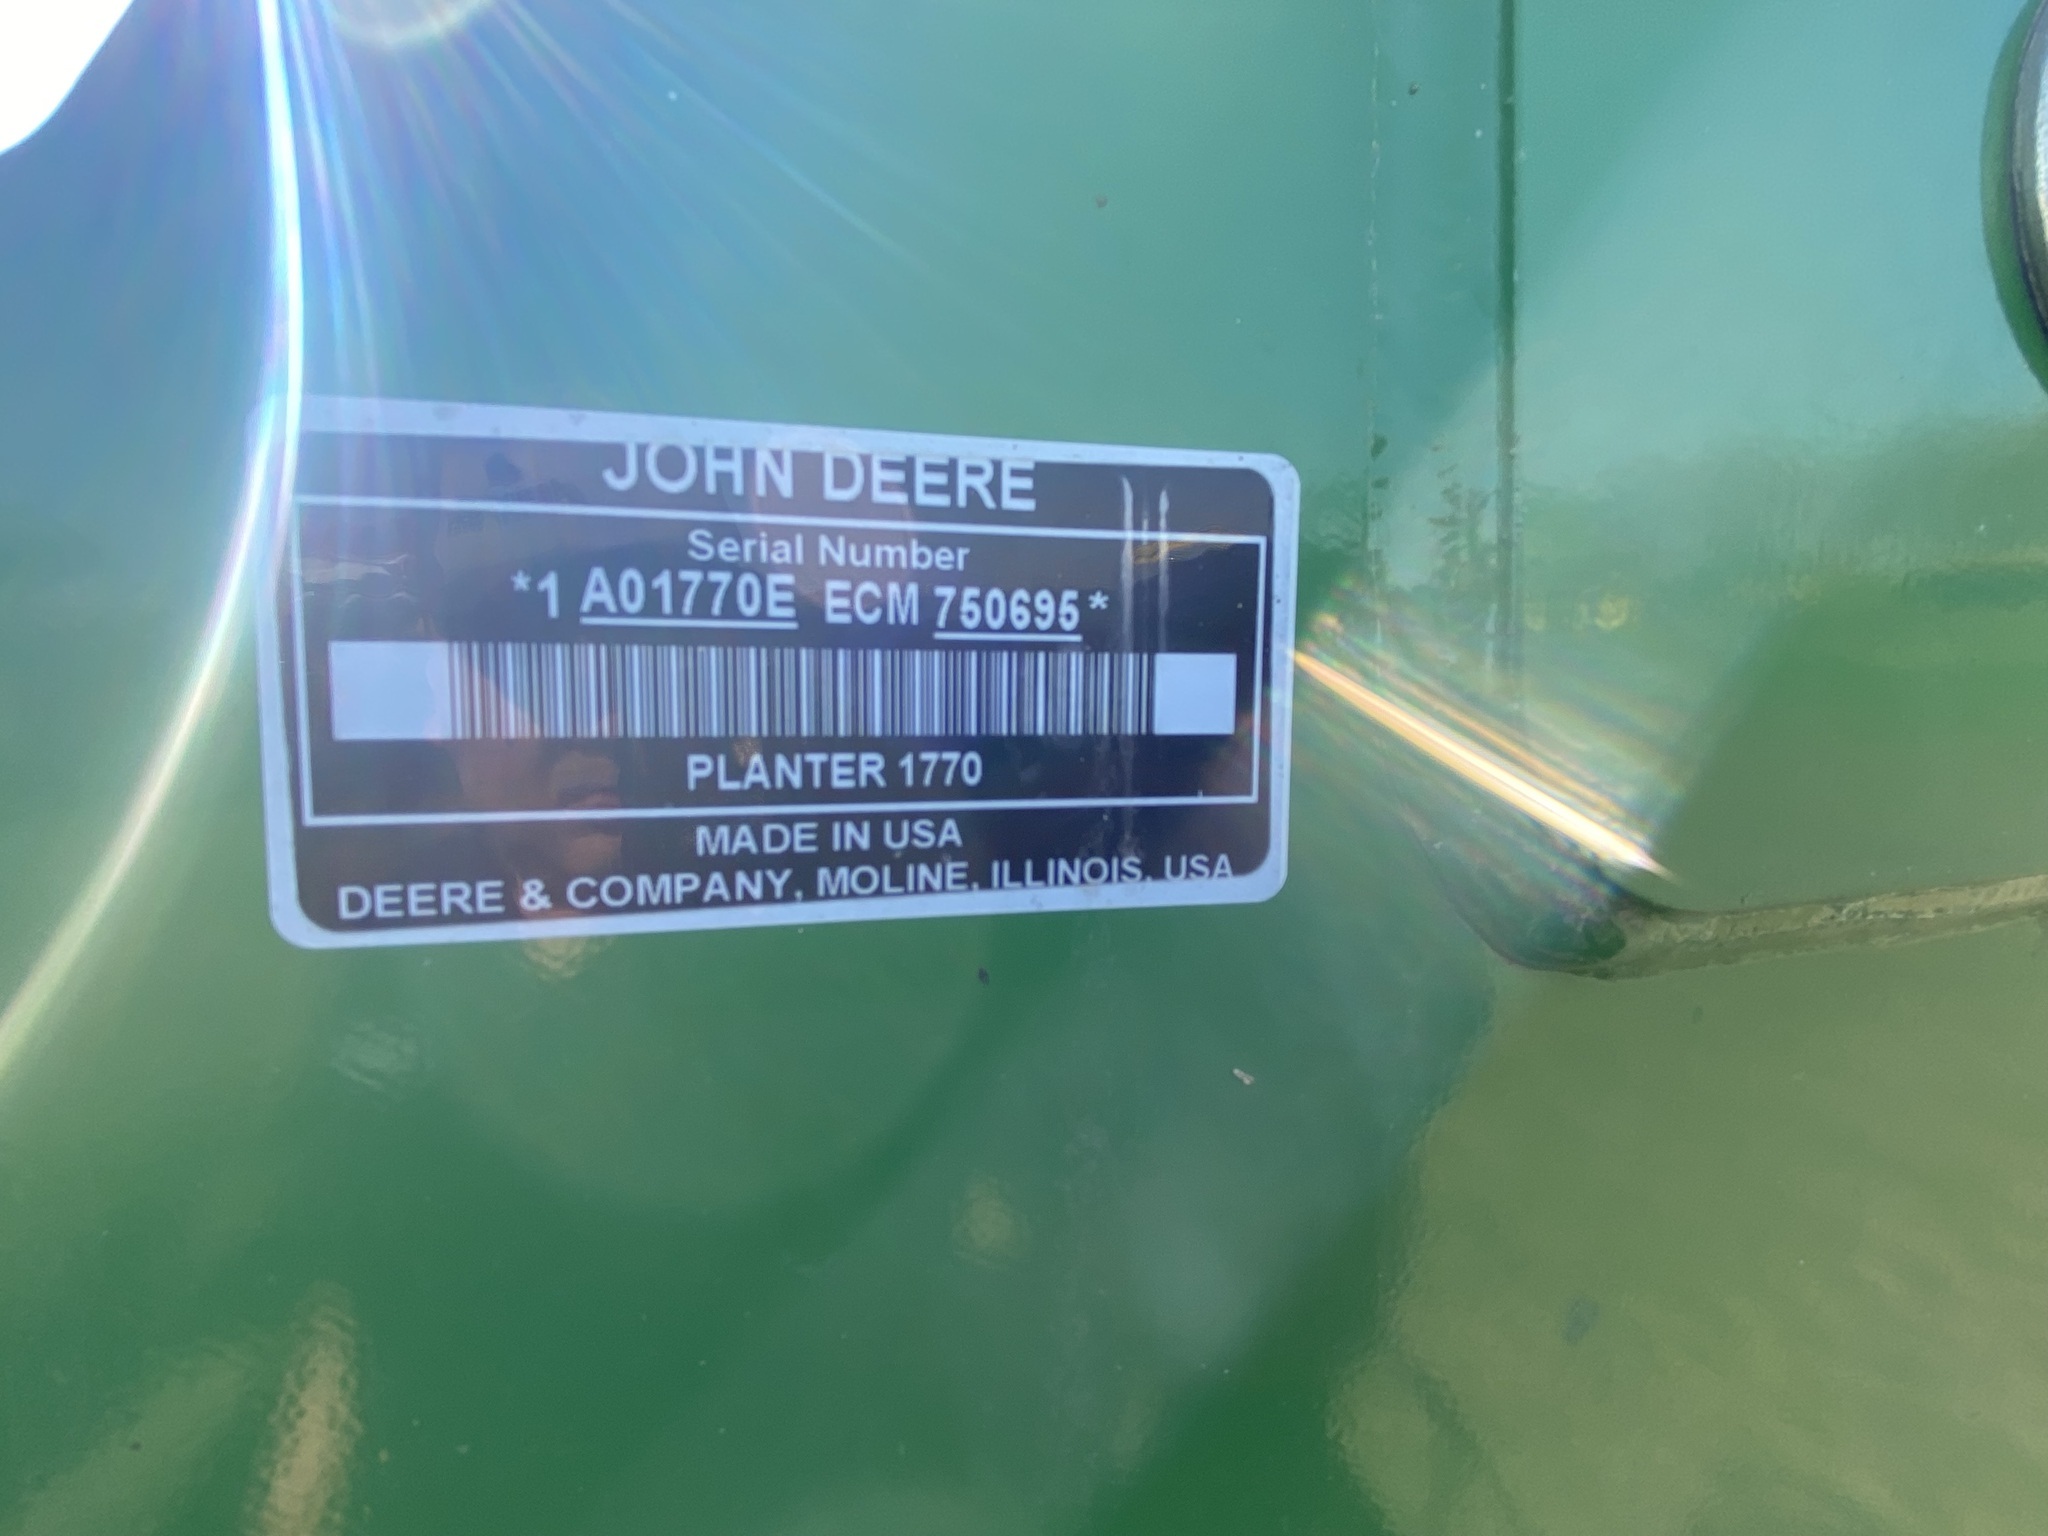 JOHN DEERE
Serial Number
*1 A01770E ECM 750695*
PLANTER 1770
MADE IN USA
DEERE & COMPANY, MOLINE, ILLINOIS, USA